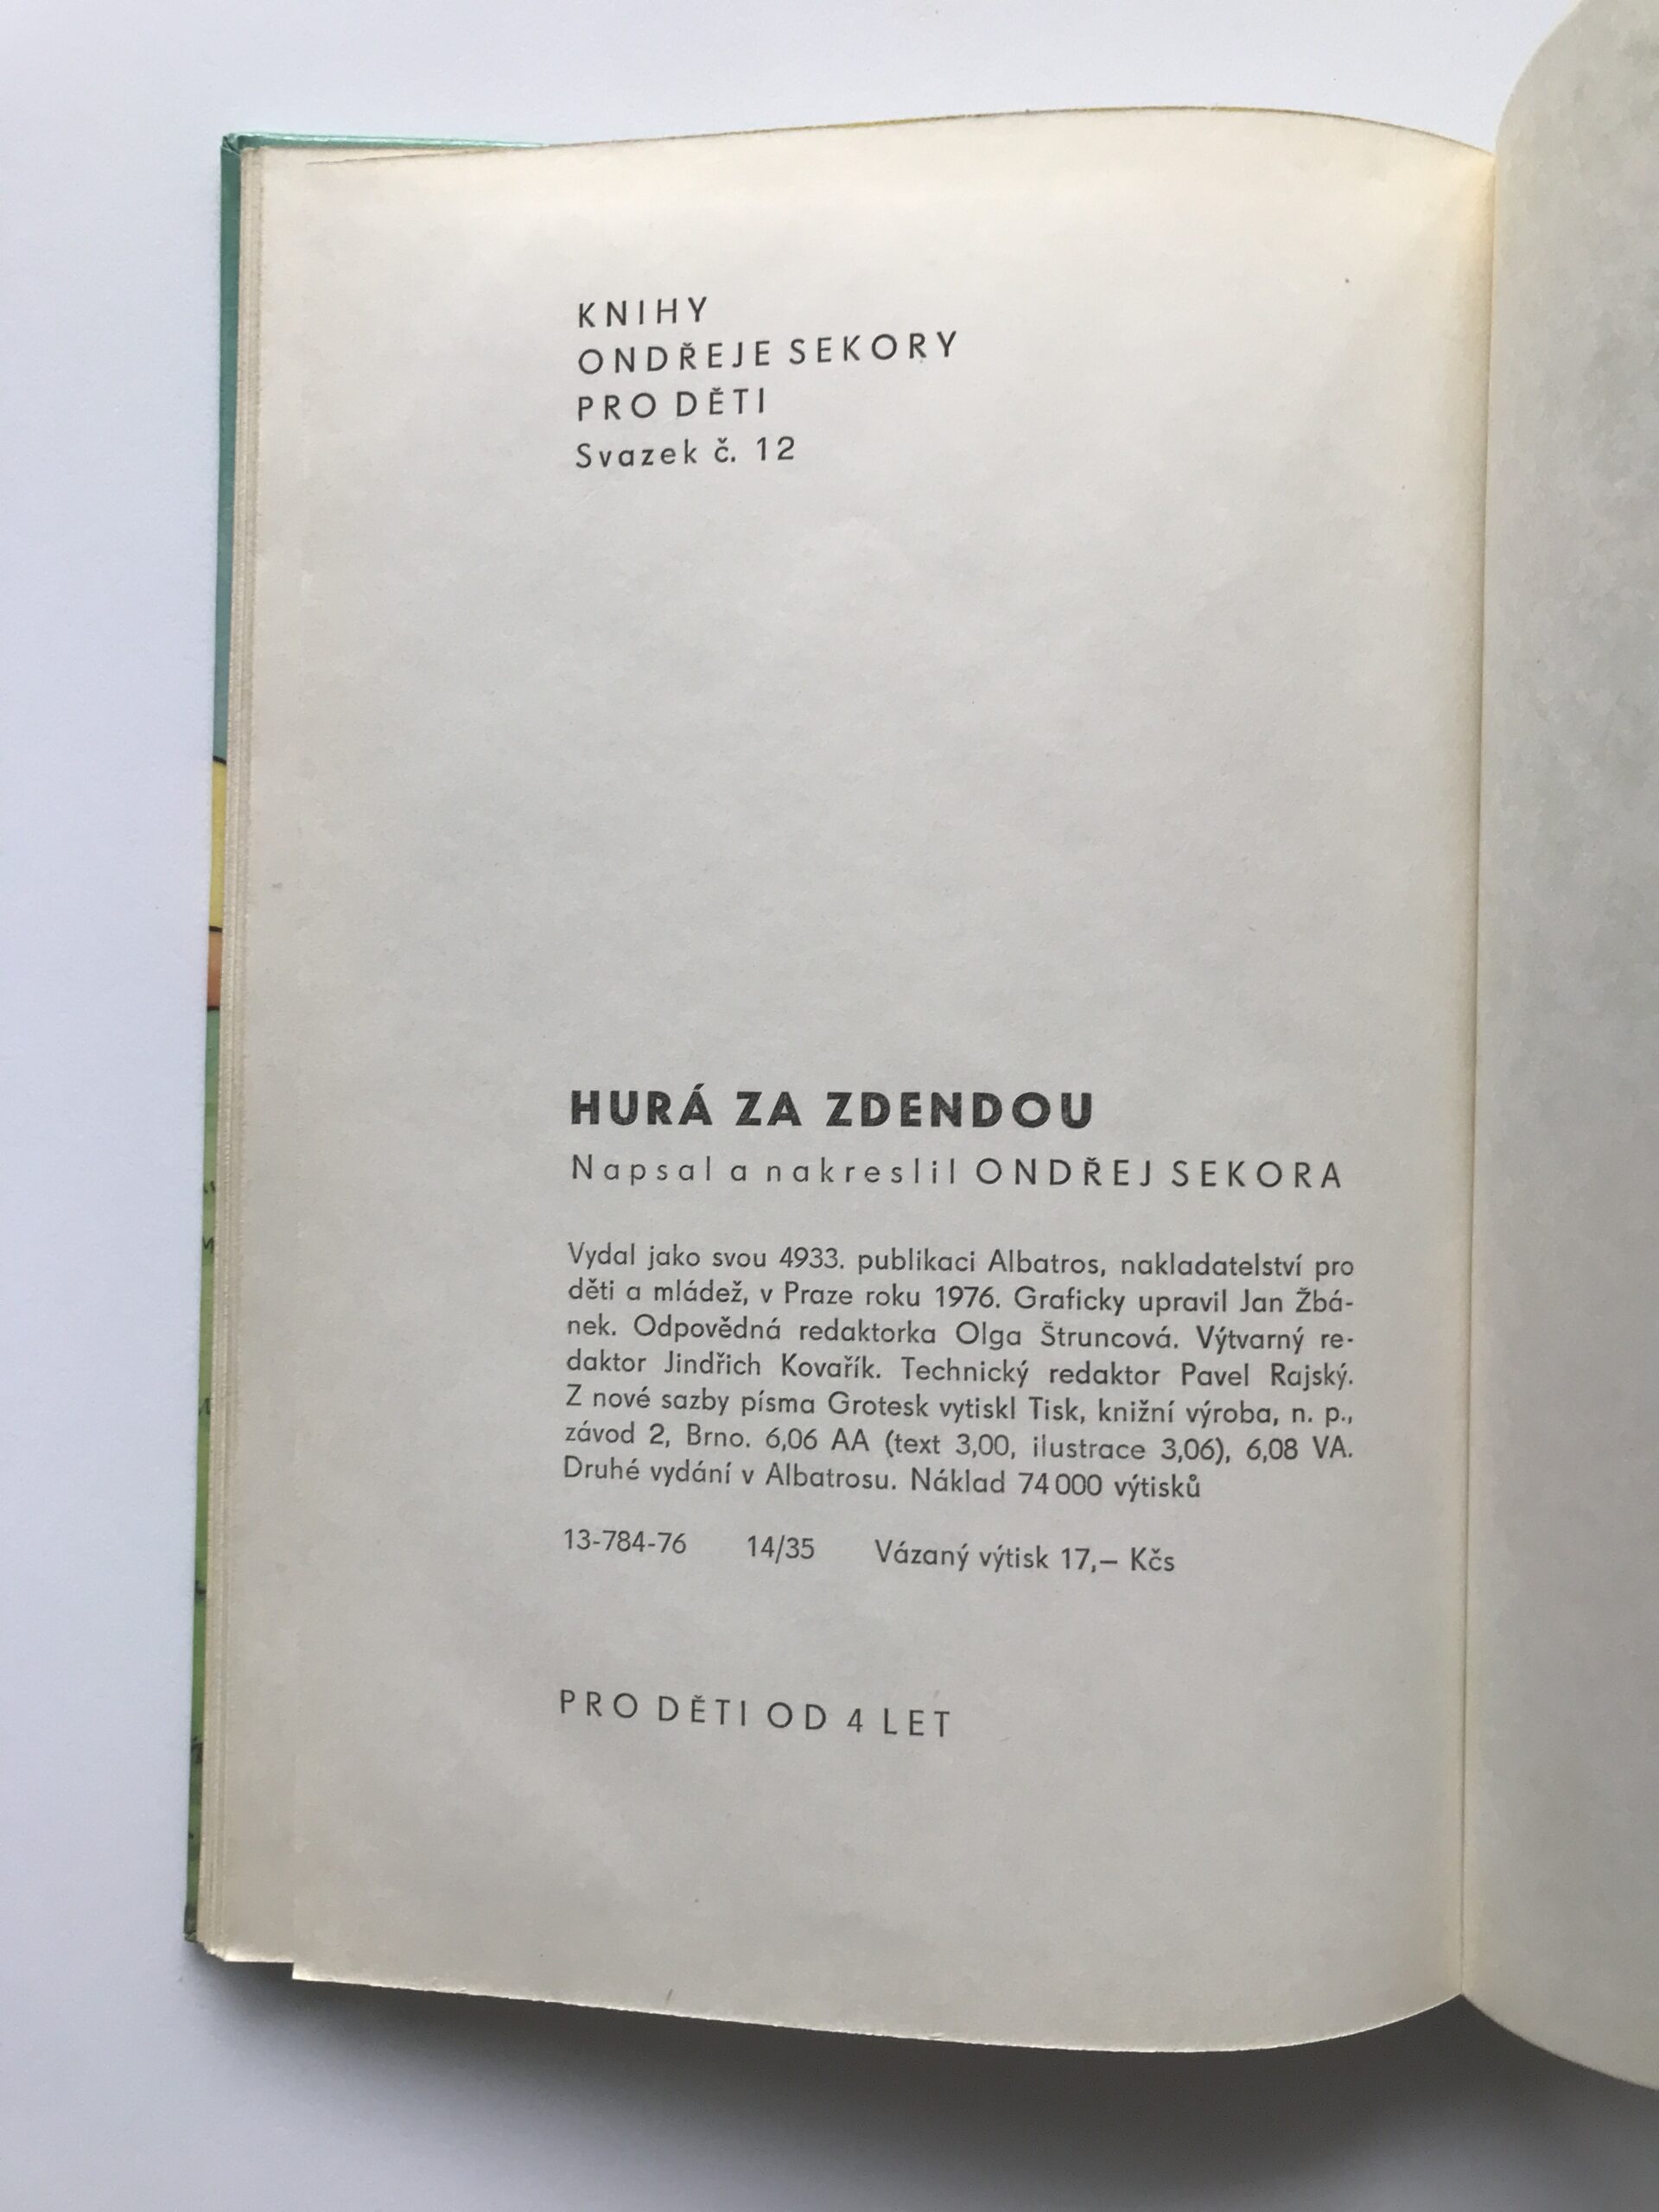 KNIHY
ONDŘEJE SEKORY
PRO DĚTI
Svazek č. 12
HURÁ ZA ZDENDOU
Napsal a nakreslil ONDŘEJ SEKORA
Vydal jako svou 4933. publikaci Albatros, nakladatelství pro
děti a mládež, v Praze roku 1976. Graficky upravil Jan Žbá-
nek. Odpovědná redaktorka Olga Štruncová. Výtvarný re-
daktor Jindřich Kovařík. Technický redaktor Pavel Rajský.
Z nové sazby písma Grotesk vytiskl Tisk, knižní výroba, n. p.,
závod 2, Brno. 6,06 AA (text 3,00, ilustrace 3,06), 6,08 VA.
Druhé vydání v Albatrosu. Náklad 74 000 výtisků
13-784-76 14/35 Vázaný výtisk 17,– Kčs
PRO DĚTI OD 4 LET